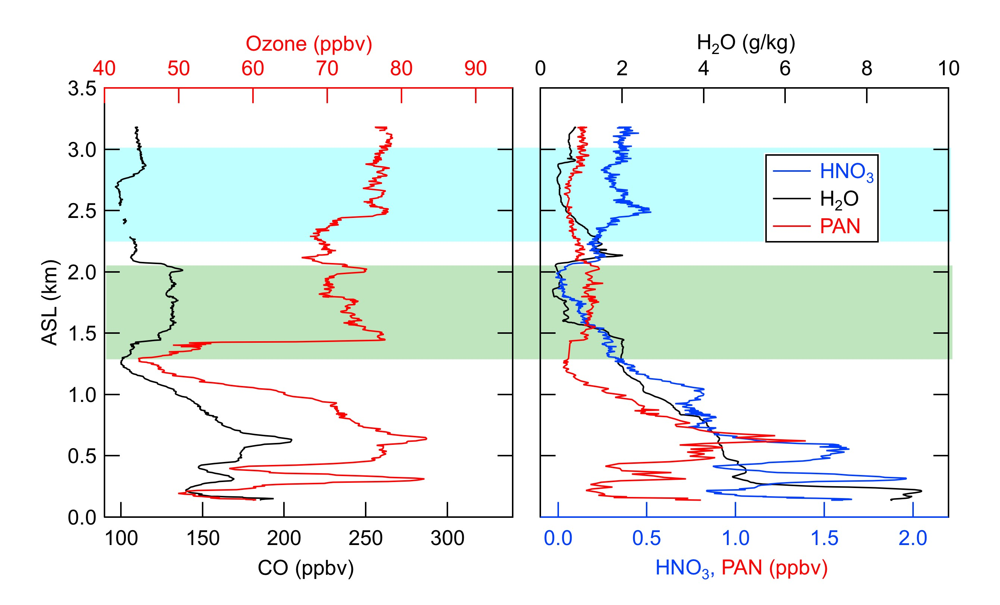 Ozone (ppbv)
H₂O (g/kg)
40 50 60 70 80 90
0 2 4 6 8 10
3.5
3.0
2.5
2.0
1.5
1.0
0.5
0.0
ASL (km)
HNO₃
H₂O
PAN
100 150 200 250 300
0.0 0.5 1.0 1.5 2.0
CO (ppbv)
HNO₃, PAN (ppbv)